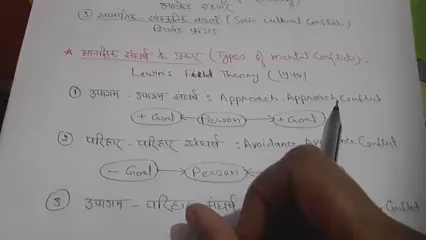 ③ सामाजिक सांस्कृतिक बाधाएं (Socio Cultural
* मानसिक संघर्ष के प्रकार (Types of mental Conflicts).
Lewin's Field Theory (1940)
① उपागम - उपागम संघर्ष : Approach-Approach Conflict
+ Goal Person + Goal
② परिहार - परिहार संघर्ष : Avoidance Avoidance Conflict
- Goal Person
③ उपागम - परिहार संघर्ष Conflict